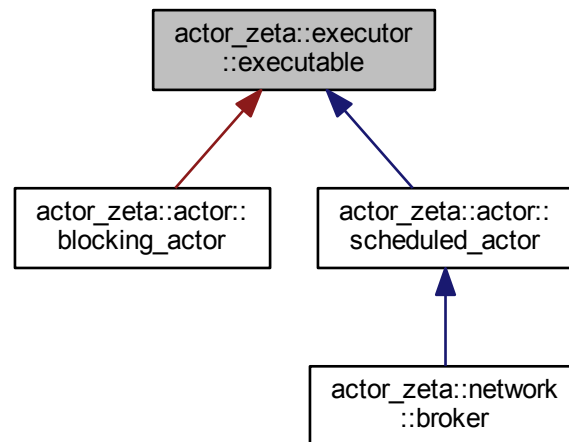 actor_zeta::executor
::executable
actor_zeta::actor::
blocking_actor
actor_zeta::actor::
scheduled_actor
actor_zeta::network
::broker